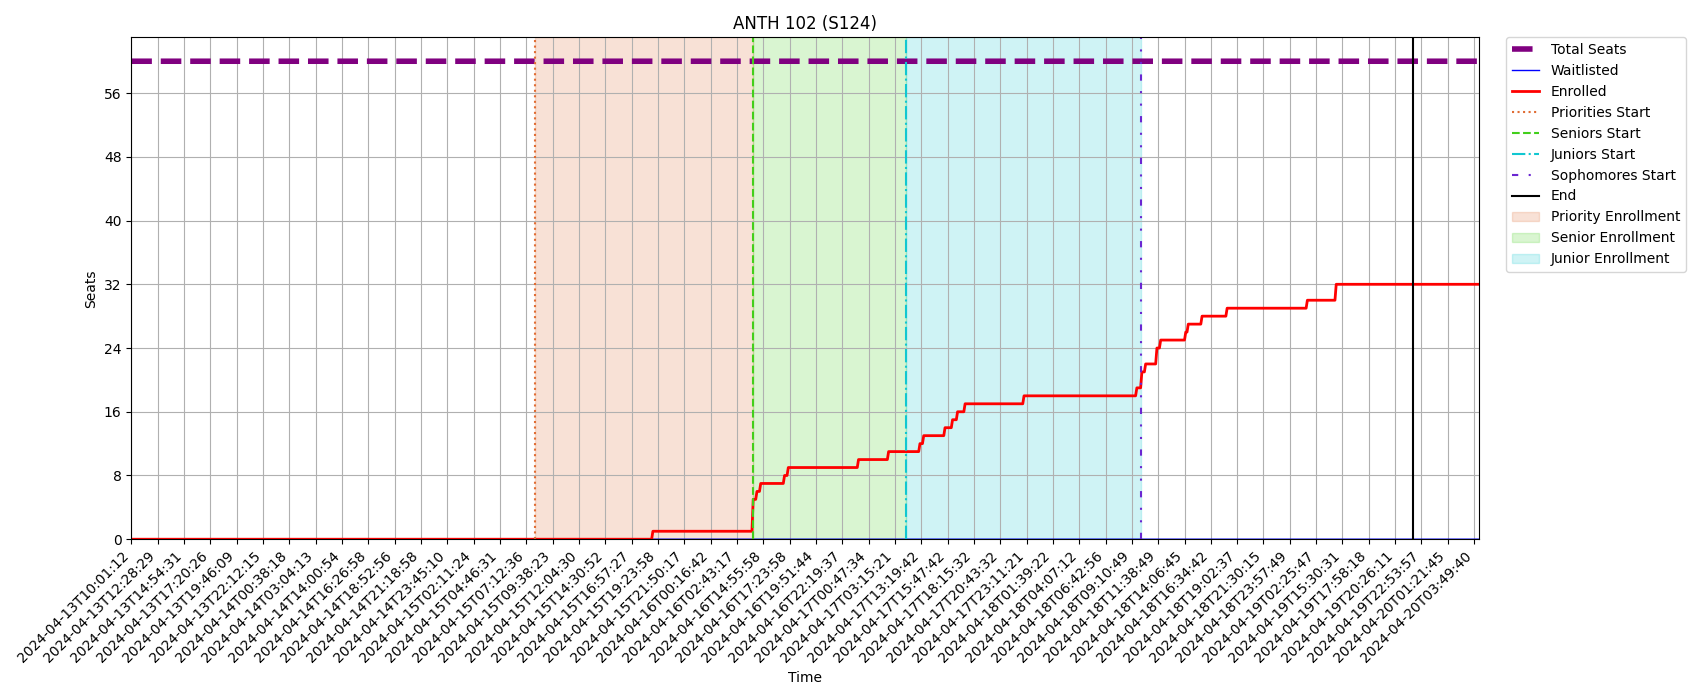 ANTH 102 (S124)
Total Seats
Waitlisted
Enrolled
Priorities Start
Seniors Start
Juniors Start
Sophomores Start
End
Priority Enrollment
Senior Enrollment
Junior Enrollment
Seats
56
48
40
32
24
16
8
0
2024-04-13T10:01:12
2024-04-13T12:28:29
2024-04-13T14:54:31
2024-04-13T17:20:26
2024-04-13T19:46:09
2024-04-13T22:12:15
2024-04-14T00:38:18
2024-04-14T03:04:13
2024-04-14T14:00:54
2024-04-14T16:26:58
2024-04-14T18:52:56
2024-04-14T21:18:58
2024-04-14T23:45:10
2024-04-15T02:11:24
2024-04-15T04:46:31
2024-04-15T07:12:36
2024-04-15T09:38:23
2024-04-15T12:04:30
2024-04-15T14:30:52
2024-04-15T16:57:27
2024-04-15T19:23:58
2024-04-15T21:50:17
2024-04-16T00:16:42
2024-04-16T02:43:17
2024-04-16T14:55:58
2024-04-16T17:23:58
2024-04-16T19:51:44
2024-04-16T22:19:37
2024-04-17T00:47:34
2024-04-17T03:15:21
2024-04-17T13:19:42
2024-04-17T15:47:42
2024-04-17T18:15:32
2024-04-17T20:43:32
2024-04-17T23:11:21
2024-04-18T01:39:22
2024-04-18T04:07:12
2024-04-18T06:42:56
2024-04-18T09:10:49
2024-04-18T11:38:49
2024-04-18T14:06:45
2024-04-18T16:34:42
2024-04-18T19:02:37
2024-04-18T21:30:15
2024-04-18T23:57:49
2024-04-19T02:25:47
2024-04-19T15:30:31
2024-04-19T17:58:18
2024-04-19T20:26:11
2024-04-19T22:53:57
2024-04-20T01:21:45
2024-04-20T03:49:40
Time